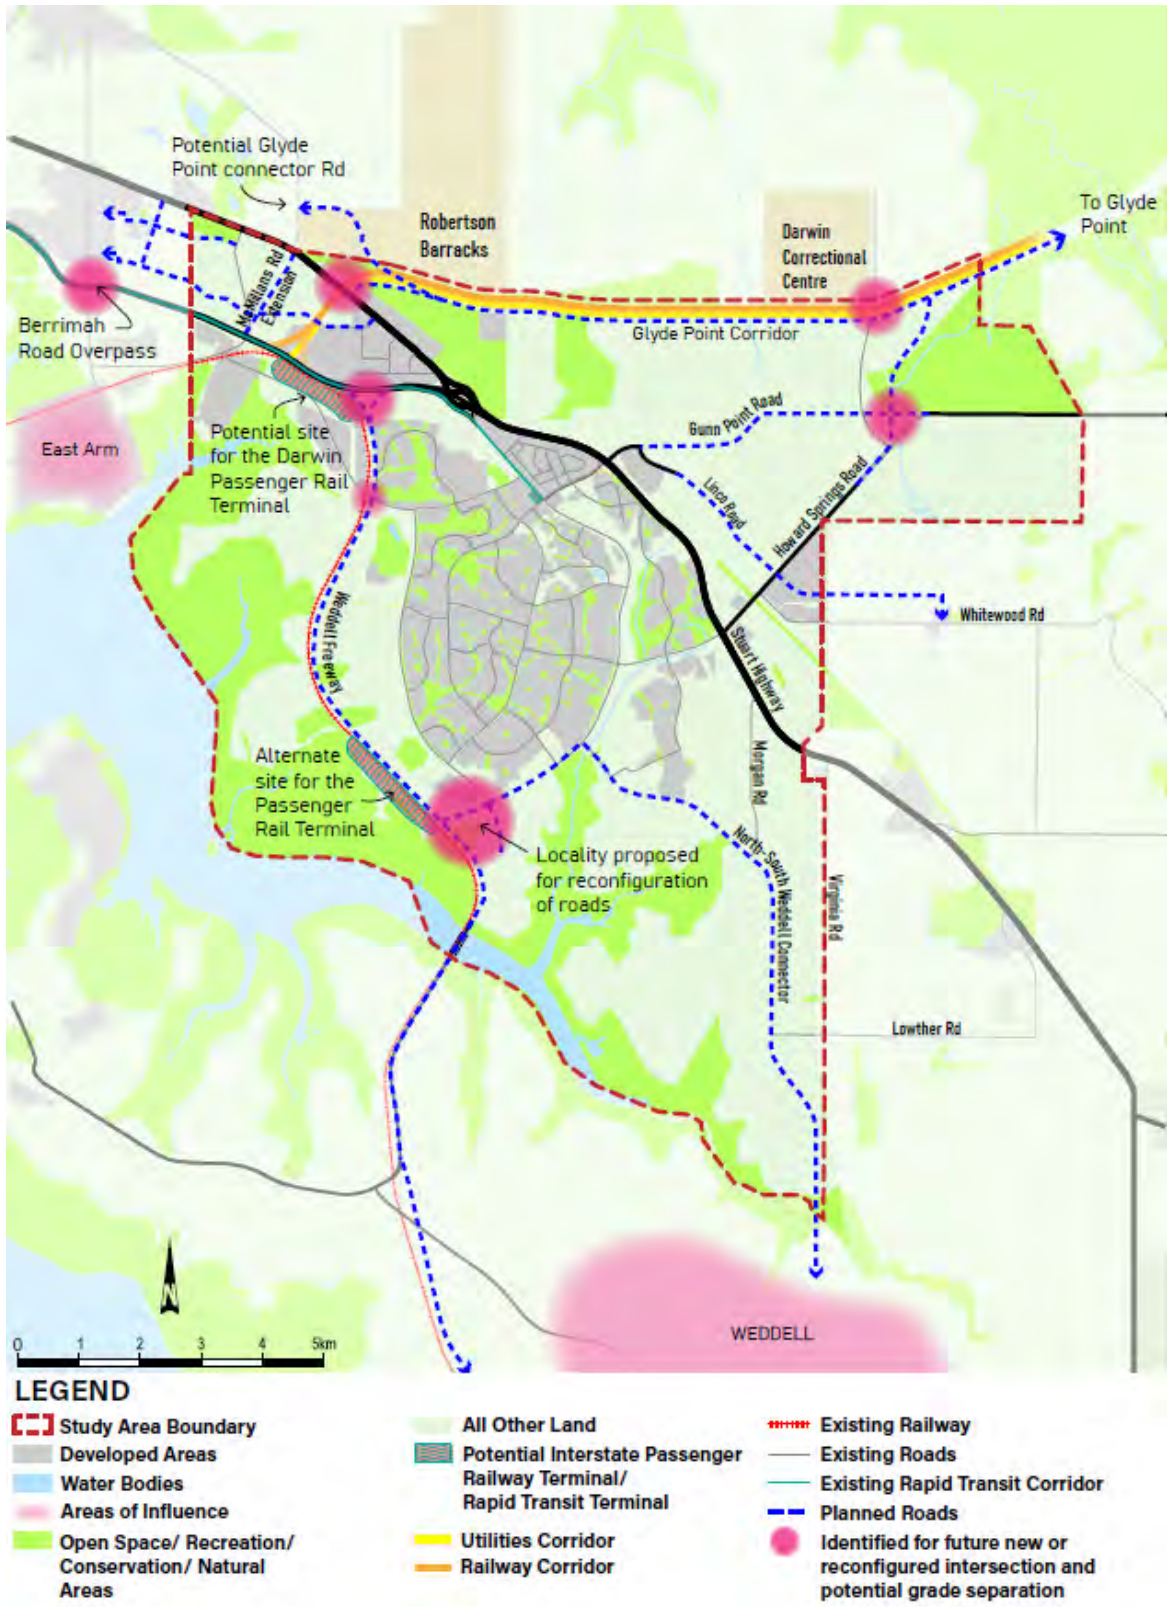 Potential Glyde
Point connector Rd
Robertson
Barracks
Darwin
Correctional
Centre
To Glyde
Point
McMillans Rd
Extension
Berrimah
Road Overpass
Glyde Point Corridor
Gunn Point Road
East Arm
Potential site
for the Darwin
Passenger Rail
Terminal
Linco Road
Howard Springs Road
Whitewood Rd
Weddell Freeway
Stuart Highway
Alternate
site for the
Passenger
Rail Terminal
Morgan Rd
Locality proposed
for reconfiguration
of roads
North-South Weddell Connector
Virginia Rd
Lowther Rd
N
WEDDELL
0 1 2 3 4 5km
LEGEND
Study Area Boundary
Developed Areas
Water Bodies
Areas of Influence
Open Space/ Recreation/
Conservation/ Natural
Areas
All Other Land
Potential Interstate Passenger
Railway Terminal/
Rapid Transit Terminal
Utilities Corridor
Railway Corridor
Existing Railway
Existing Roads
Existing Rapid Transit Corridor
Planned Roads
Identified for future new or
reconfigured intersection and
potential grade separation